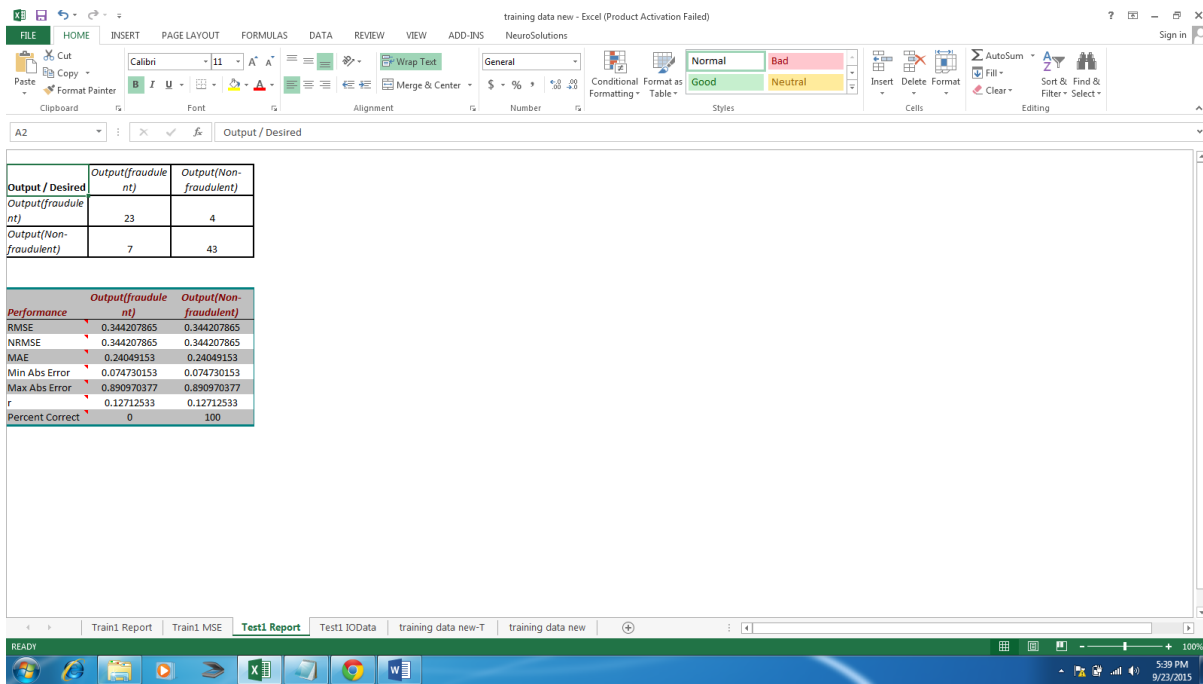 training data new - Excel (Product Activation Failed)
FILE HOME INSERT PAGE LAYOUT FORMULAS DATA REVIEW VIEW ADD-INS NeuroSolutions Sign in
Paste
Cut
Copy
Format Painter
Calibri 11
B I U
Wrap Text
Merge & Center
General
$ % ,
Conditional Formatting
Format as Table
Normal Bad
Good Neutral
Insert Delete Format
AutoSum
Fill
Clear
Sort & Filter
Find & Select
Clipboard Font Alignment Number Styles Cells Editing
A2 fx Output / Desired
Output / Desired Output(fraudule Output(Non-
nt) fraudulent)
Output(fraudule
nt) 23 4
Output(Non-
fraudulent) 7 43
Performance Output(fraudule Output(Non-
nt) fraudulent)
RMSE 0.344207865 0.344207865
NRMSE 0.344207865 0.344207865
MAE 0.24049153 0.24049153
Min Abs Error 0.074730153 0.074730153
Max Abs Error 0.890970377 0.890970377
r 0.12712533 0.12712533
Percent Correct 0 100
Train1 Report Train1 MSE Test1 Report Test1 IOData training data new-T training data new
READY 100%
5:39 PM
9/23/2015